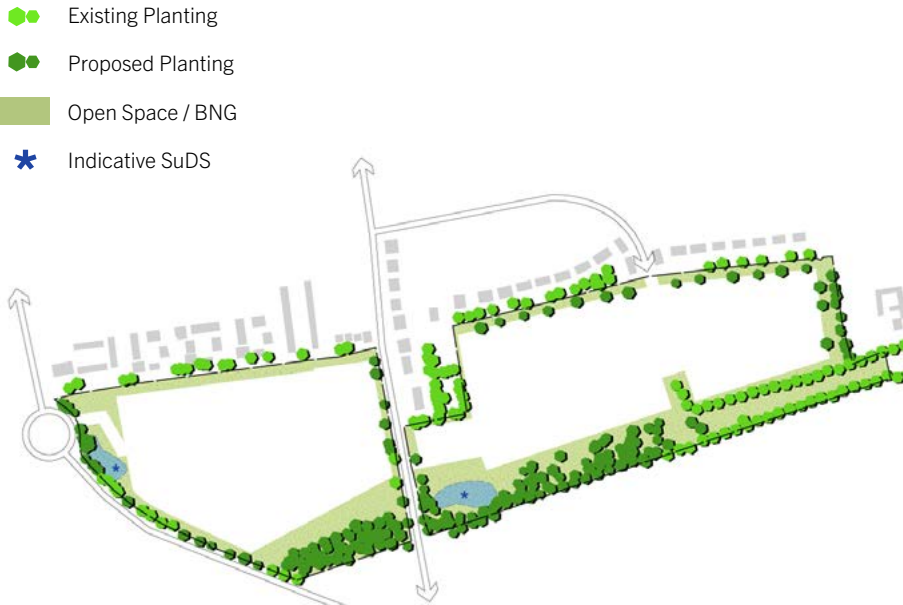 Existing Planting
Proposed Planting
Open Space / BNG
Indicative SuDS